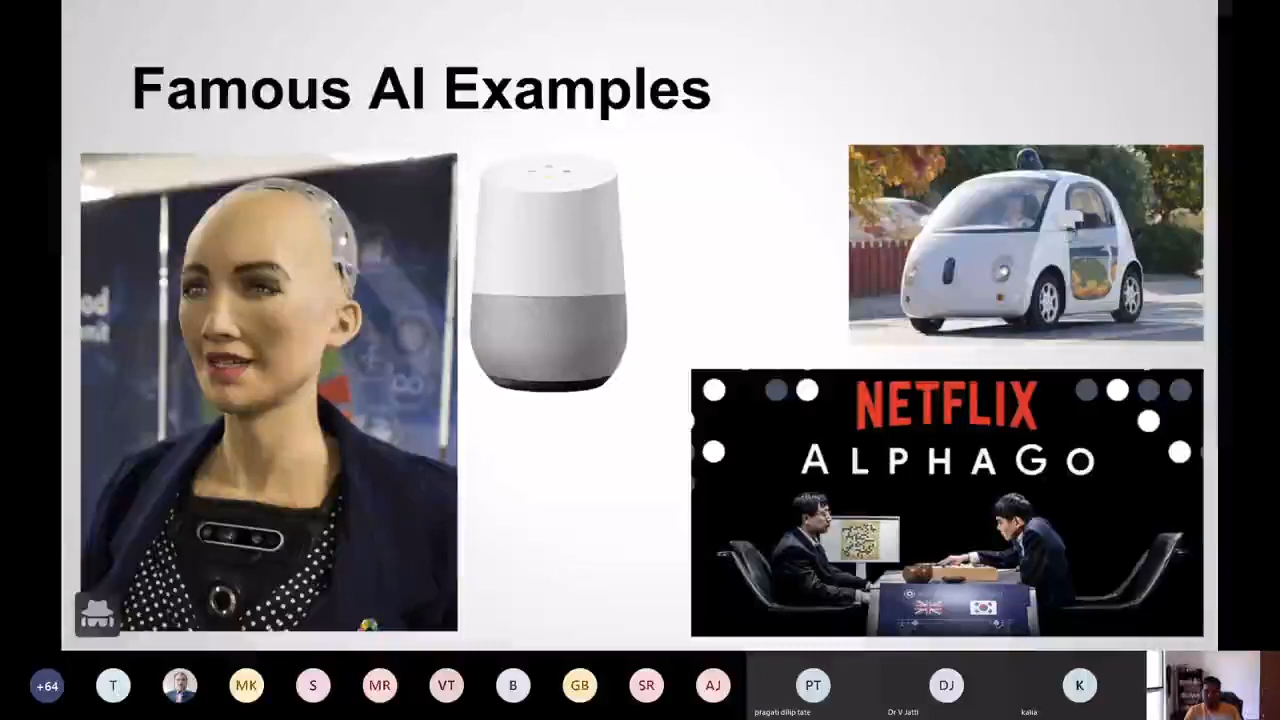 Famous AI Examples
NETFLIX
ALPHAGO
+64
T
MK
S
MR
VT
B
GB
SR
AJ
PT
DJ
K
pragati dilip tate
Dr V Jatti
kalia